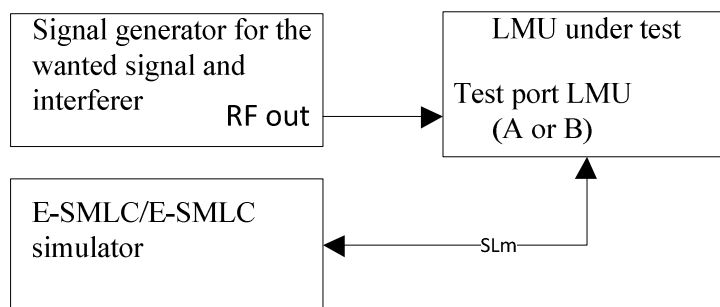 Signal generator for the
wanted signal and
interferer
RF out
LMU under test
Test port LMU
(A or B)
E-SMLC/E-SMLC
simulator
SLm